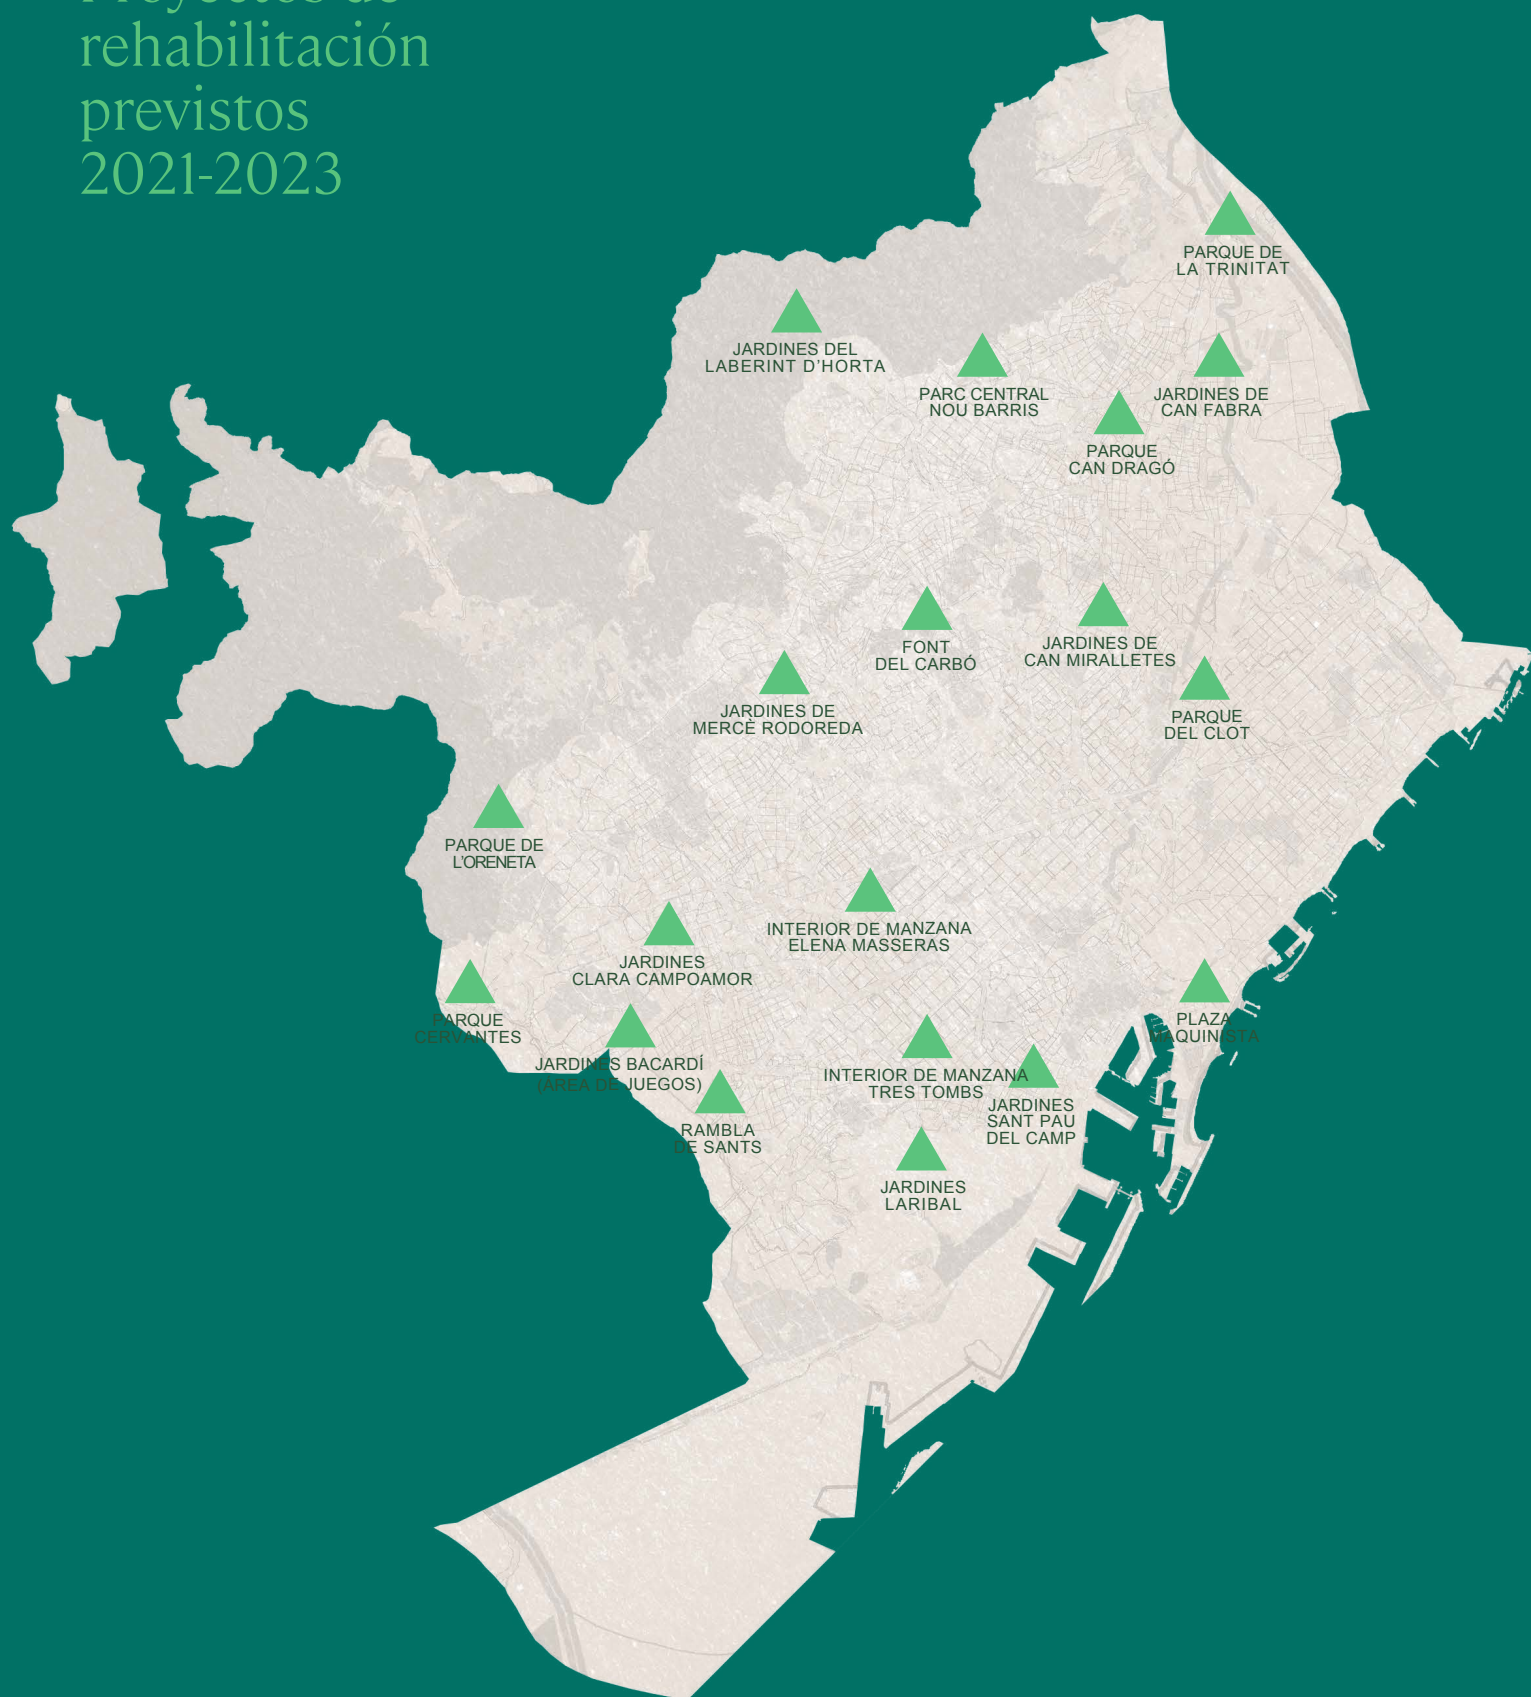 Proyectos de
rehabilitación
previstos
2021-2023
PARQUE DE
LA TRINITAT
JARDINES DEL
LABERINT D'HORTA
PARC CENTRAL
NOU BARRIS
JARDINES DE
CAN FABRA
PARQUE
CAN DRAGÓ
FONT
DEL CARBÓ
JARDINES DE
CAN MIRALLETES
JARDINES DE
MERCÈ RODOREDA
PARQUE
DEL CLOT
PARQUE DE
L'ORENETA
INTERIOR DE MANZANA
ELENA MASSERAS
JARDINES
CLARA CAMPOAMOR
PARQUE
CERVANTES
PLAZA
MAQUINISTA
JARDINES BACARDÍ
(ÁREA DE JUEGOS)
INTERIOR DE MANZANA
TRES TOMBS
JARDINES
SANT PAU
DEL CAMP
RAMBLA
DE SANTS
JARDINES
LARIBAL